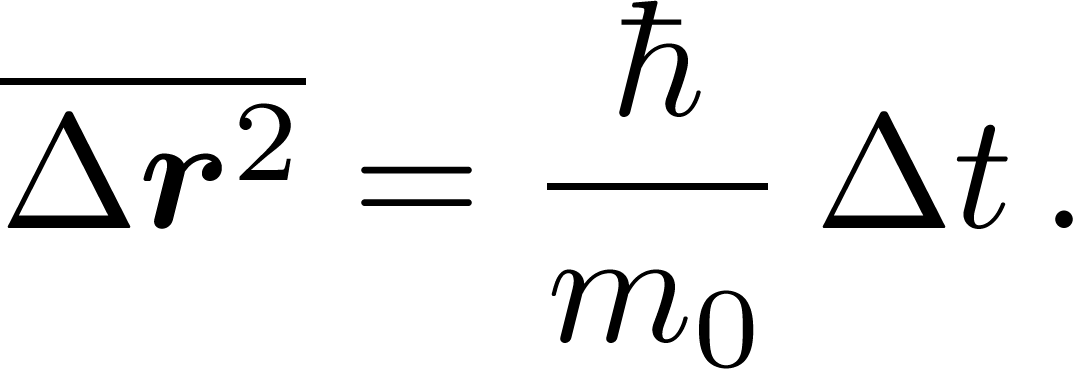 $\overline{\Delta \boldsymbol{r}^2} = \frac{\hbar}{m_0} \, \Delta t \, .$